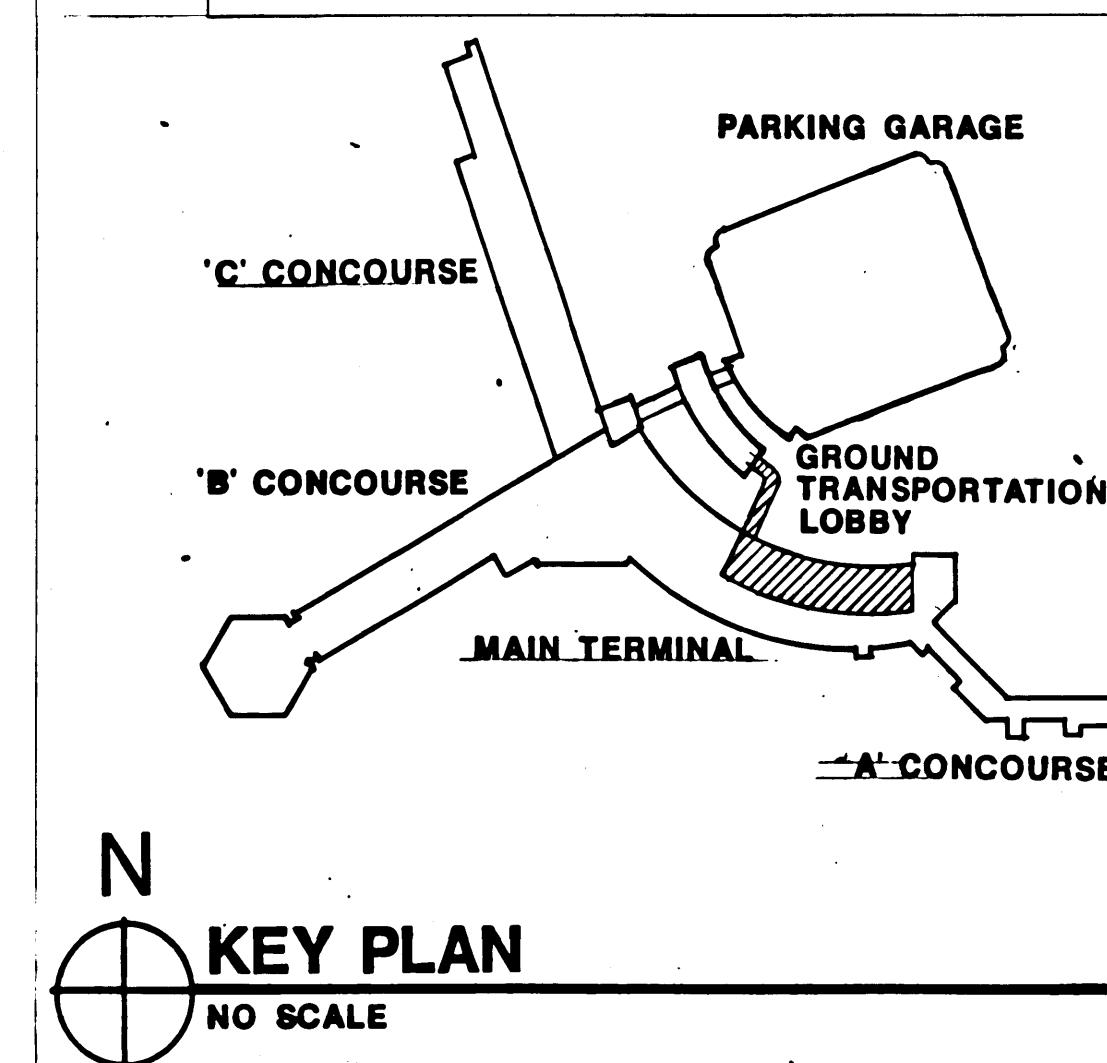 PARKING GARAGE
'C' CONCOURSE
'B' CONCOURSE
GROUND
TRANSPORTATION
LOBBY
MAIN TERMINAL
'A' CONCOURSE
N
KEY PLAN
NO SCALE